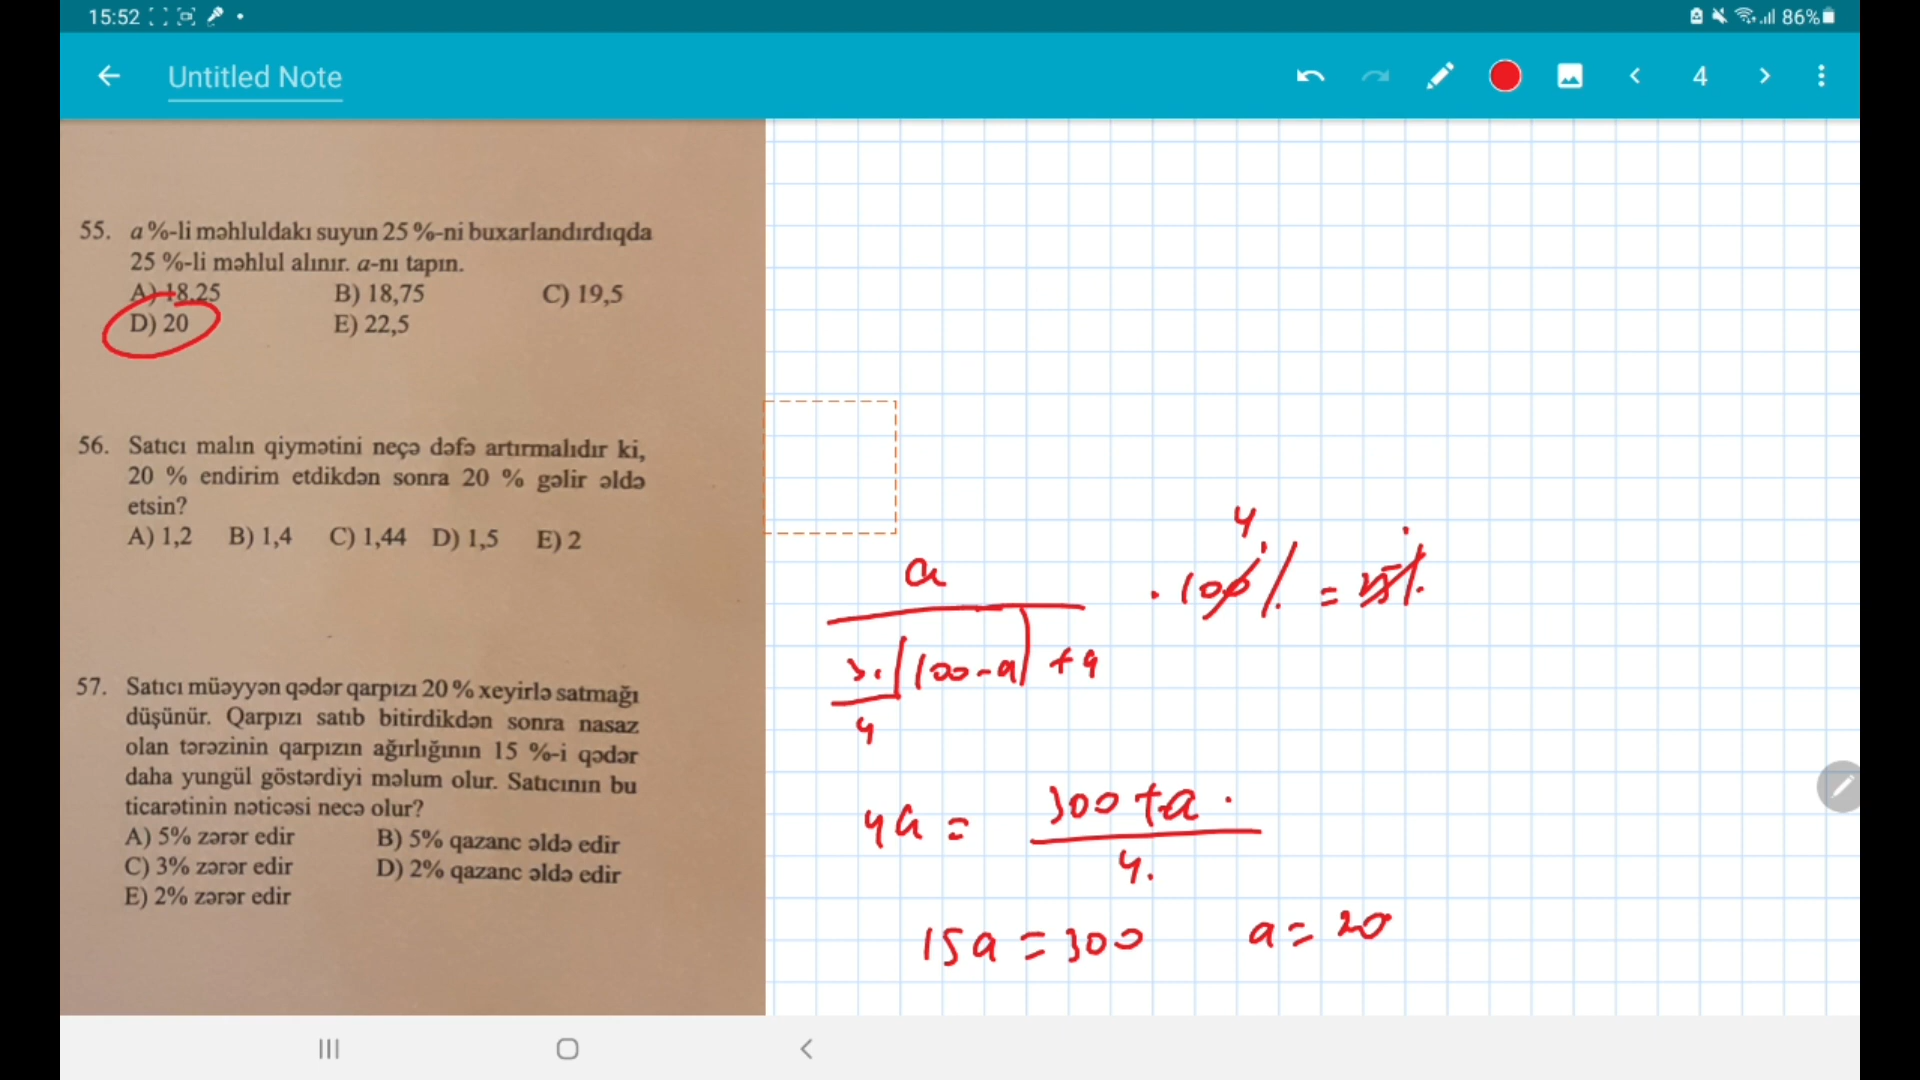 15:52
86%
Untitled Note
4
55. a %-li məhluldakı suyun 25 %-ni buxarlandırdıqda
25 %-li məhlul alınır. a-nı tapın.
A) 18,25 B) 18,75 C) 19,5
D) 20 E) 22,5
56. Satıcı malın qiymətini neçə dəfə artırmalıdır ki,
20 % endirim etdikdən sonra 20 % gəlir əldə
etsin?
A) 1,2 B) 1,4 C) 1,44 D) 1,5 E) 2
57. Satıcı müəyyən qədər qarpızı 20 % xeyirlə satmağı
düşünür. Qarpızı satıb bitirdikdən sonra nasaz
olan tərəzinin qarpızın ağırlığının 15 %-i qədər
daha yungül göstərdiyi məlum olur. Satıcının bu
ticarətinin nəticəsi necə olur?
A) 5% zərər edir B) 5% qazanc əldə edir
C) 3% zərər edir D) 2% qazanc əldə edir
E) 2% zərər edir
4
a · 100% = 25%
3·(100-a) + a
4
4a = 300+a
4
15a = 300 a = 20